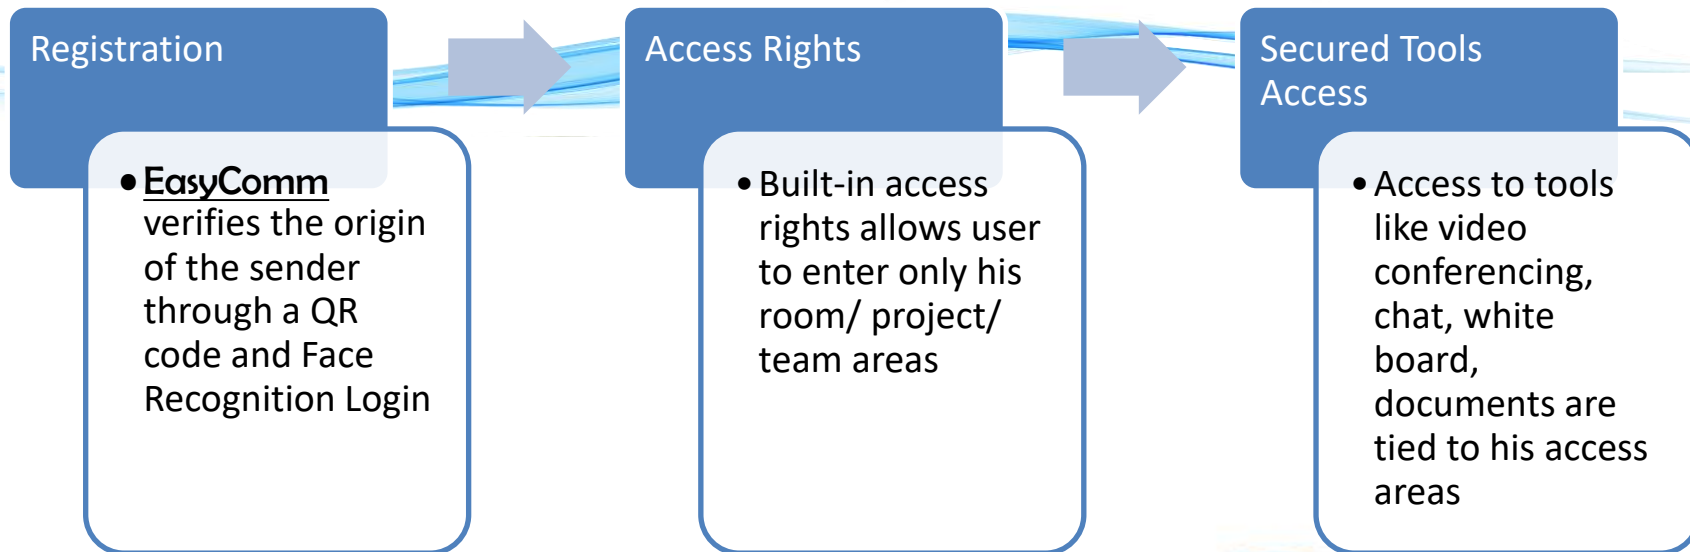 Registration
• EasyComm
verifies the origin
of the sender
through a QR
code and Face
Recognition Login
Access Rights
• Built-in access
rights allows user
to enter only his
room/ project/
team areas
Secured Tools
Access
• Access to tools
like video
conferencing,
chat, white
board,
documents are
tied to his access
areas